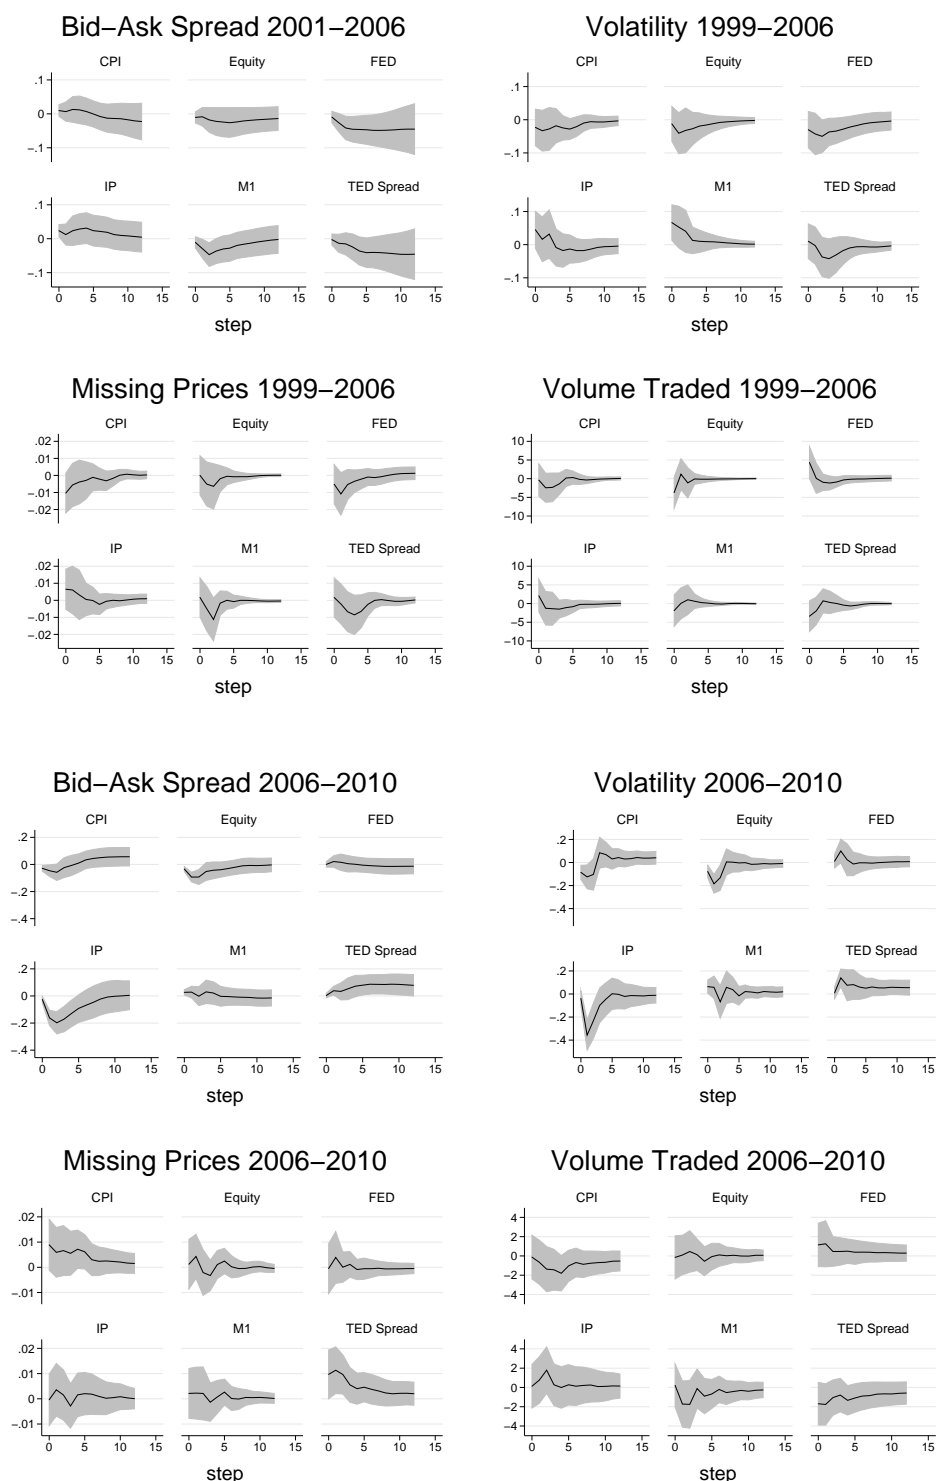 Bid–Ask Spread 2001–2006
CPI Equity FED
.1
0
–.1
IP M1 TED Spread
.1
0
–.1
0 5 10 15 0 5 10 15 0 5 10 15
step
Volatility 1999–2006
CPI Equity FED
.1
0
–.1
IP M1 TED Spread
.1
0
–.1
0 5 10 15 0 5 10 15 0 5 10 15
step
Missing Prices 1999–2006
CPI Equity FED
.02
.01
0
–.01
–.02
IP M1 TED Spread
.02
.01
0
–.01
–.02
0 5 10 15 0 5 10 15 0 5 10 15
step
Volume Traded 1999–2006
CPI Equity FED
10
5
0
–5
–10
IP M1 TED Spread
10
5
0
–5
–10
0 5 10 15 0 5 10 15 0 5 10 15
step
Bid–Ask Spread 2006–2010
CPI Equity FED
.2
0
–.2
–.4
IP M1 TED Spread
.2
0
–.2
–.4
0 5 10 15 0 5 10 15 0 5 10 15
step
Volatility 2006–2010
CPI Equity FED
.2
0
–.2
–.4
IP M1 TED Spread
.2
0
–.2
–.4
0 5 10 15 0 5 10 15 0 5 10 15
step
Missing Prices 2006–2010
CPI Equity FED
.02
.01
0
–.01
IP M1 TED Spread
.02
.01
0
–.01
0 5 10 15 0 5 10 15 0 5 10 15
step
Volume Traded 2006–2010
CPI Equity FED
4
2
0
–2
–4
IP M1 TED Spread
4
2
0
–2
–4
0 5 10 15 0 5 10 15 0 5 10 15
step